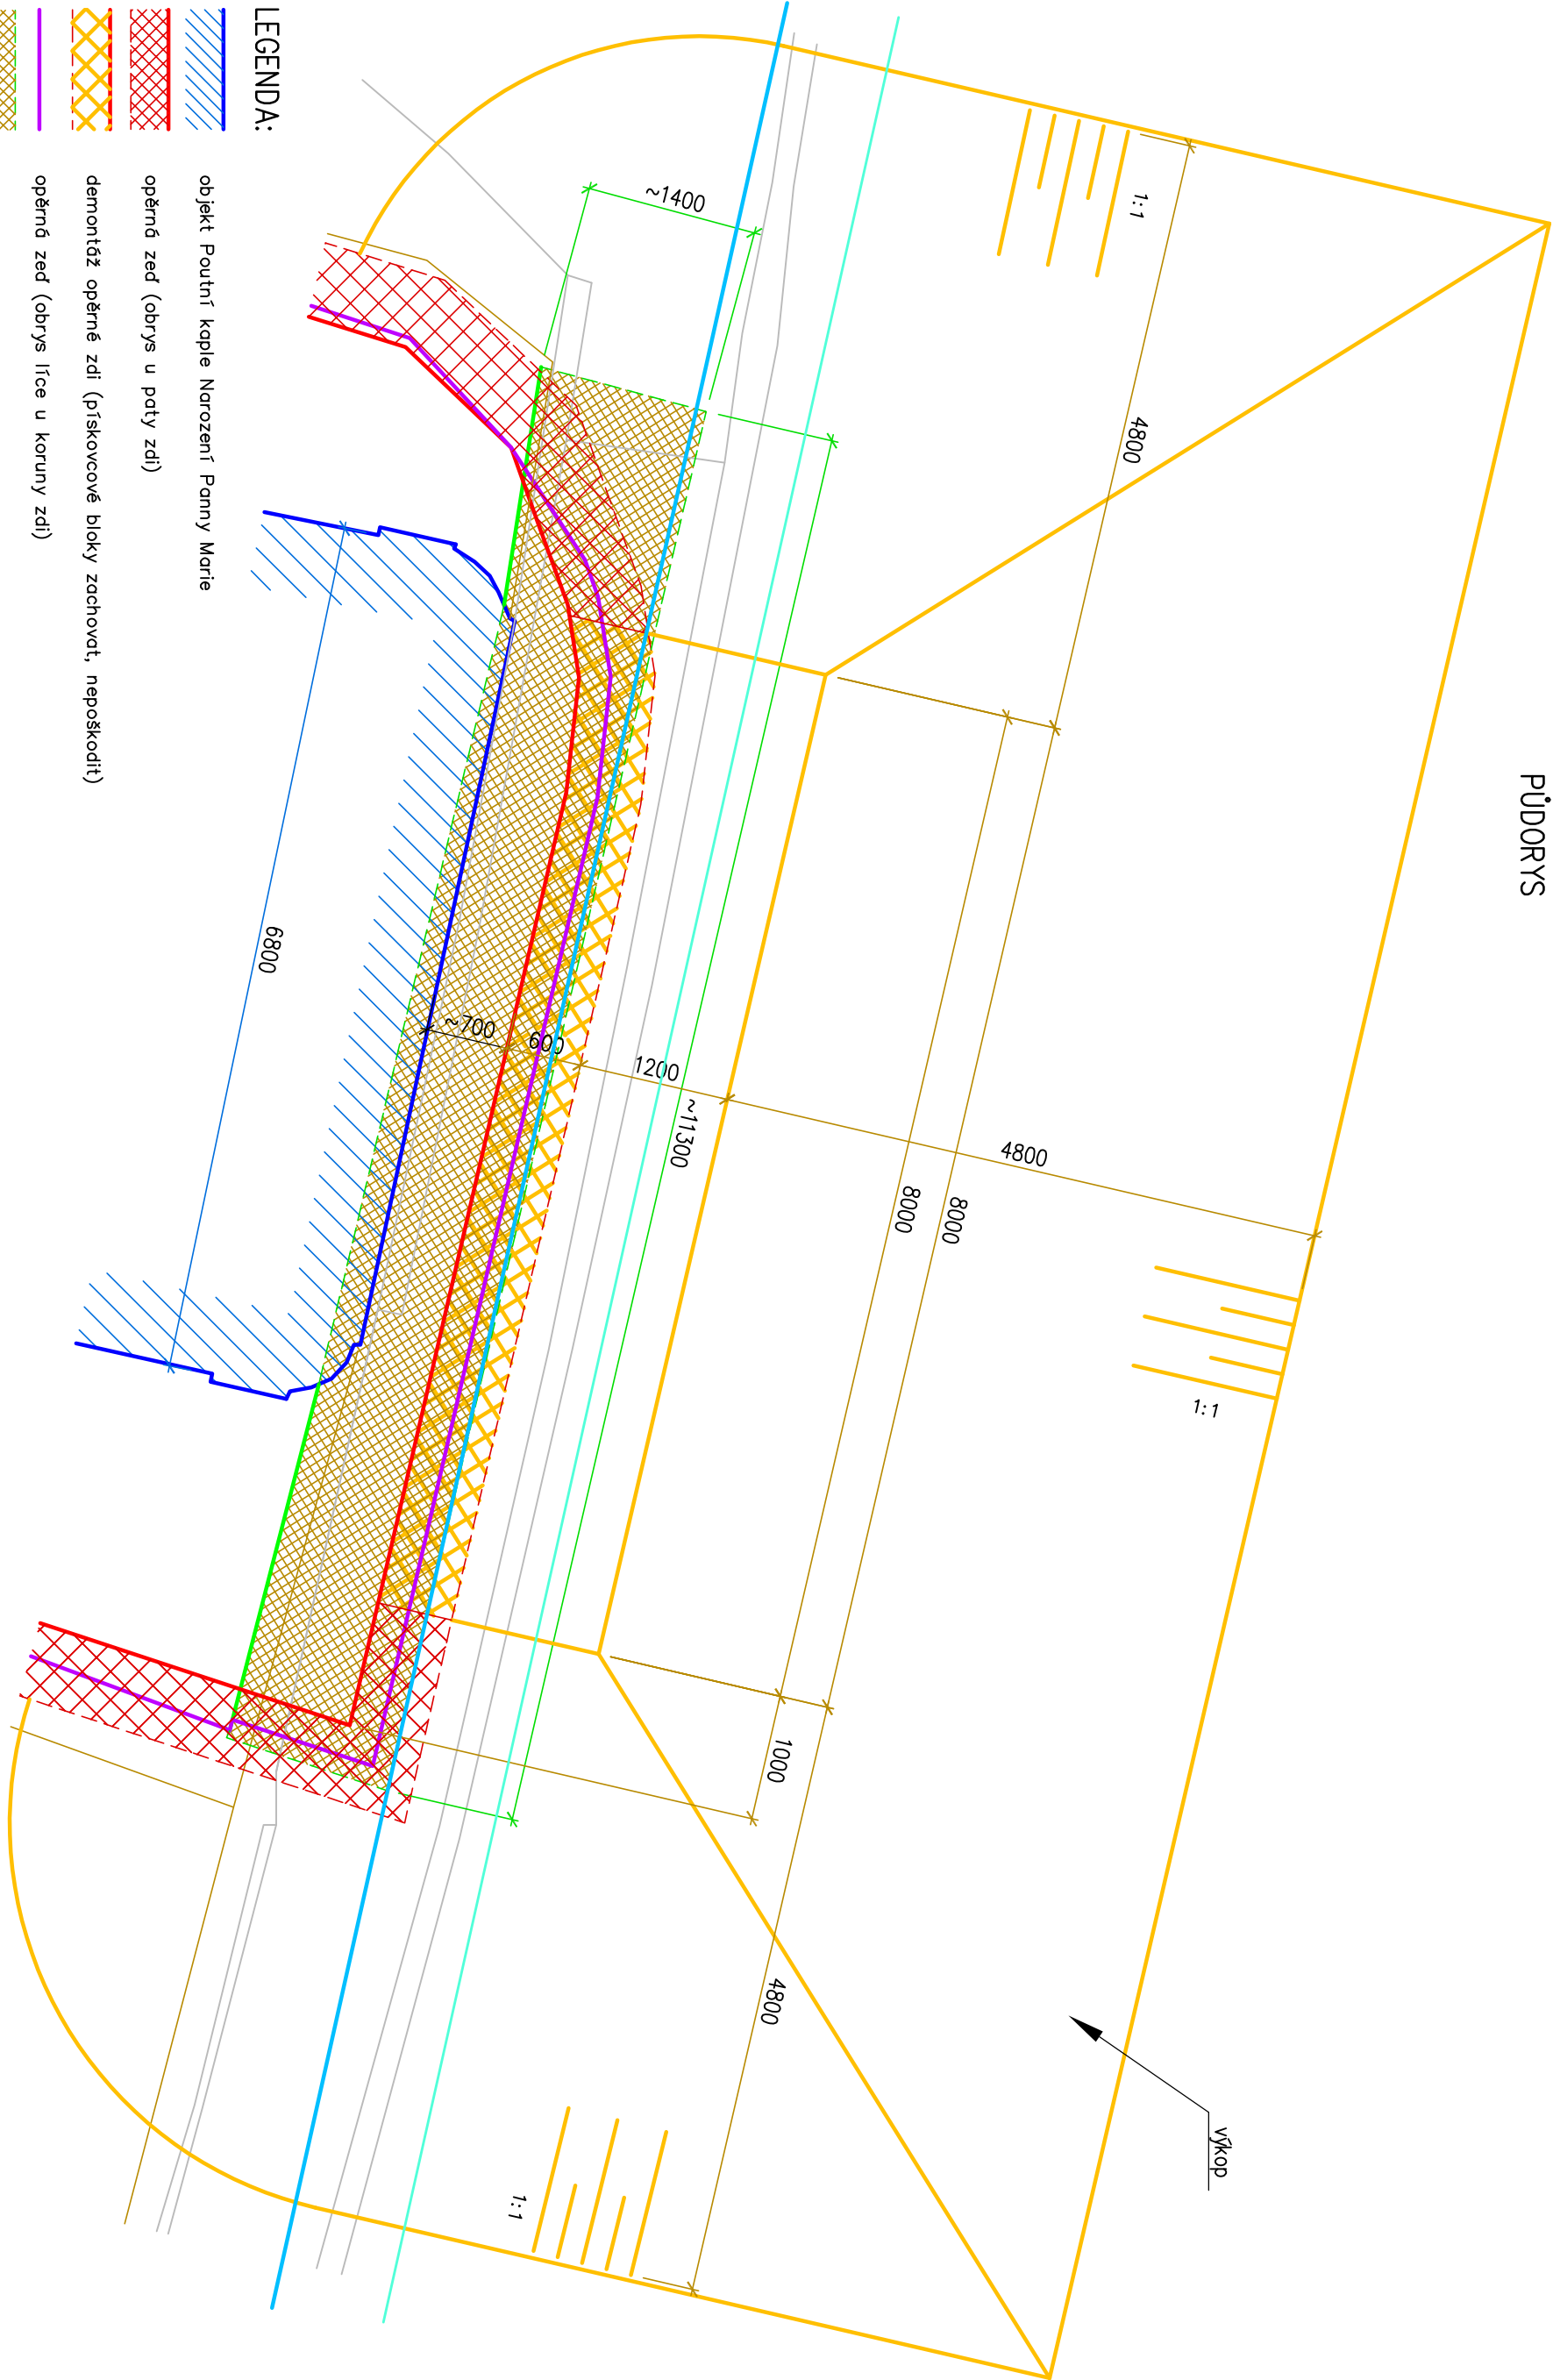 PŮDORYS
1:1
4800
~1400
výkop
4800
8000
8000
1:1
~700
600
1200
~11300
6800
1000
4800
1:1
LEGENDA:
objekt Poutní kaple Narození Panny Marie
opěrná zeď (obrys u paty zdi)
demontáž opěrné zdi (pískovcové bloky zachovat, nepoškodit)
opěrná zeď (obrys líce u koruny zdi)